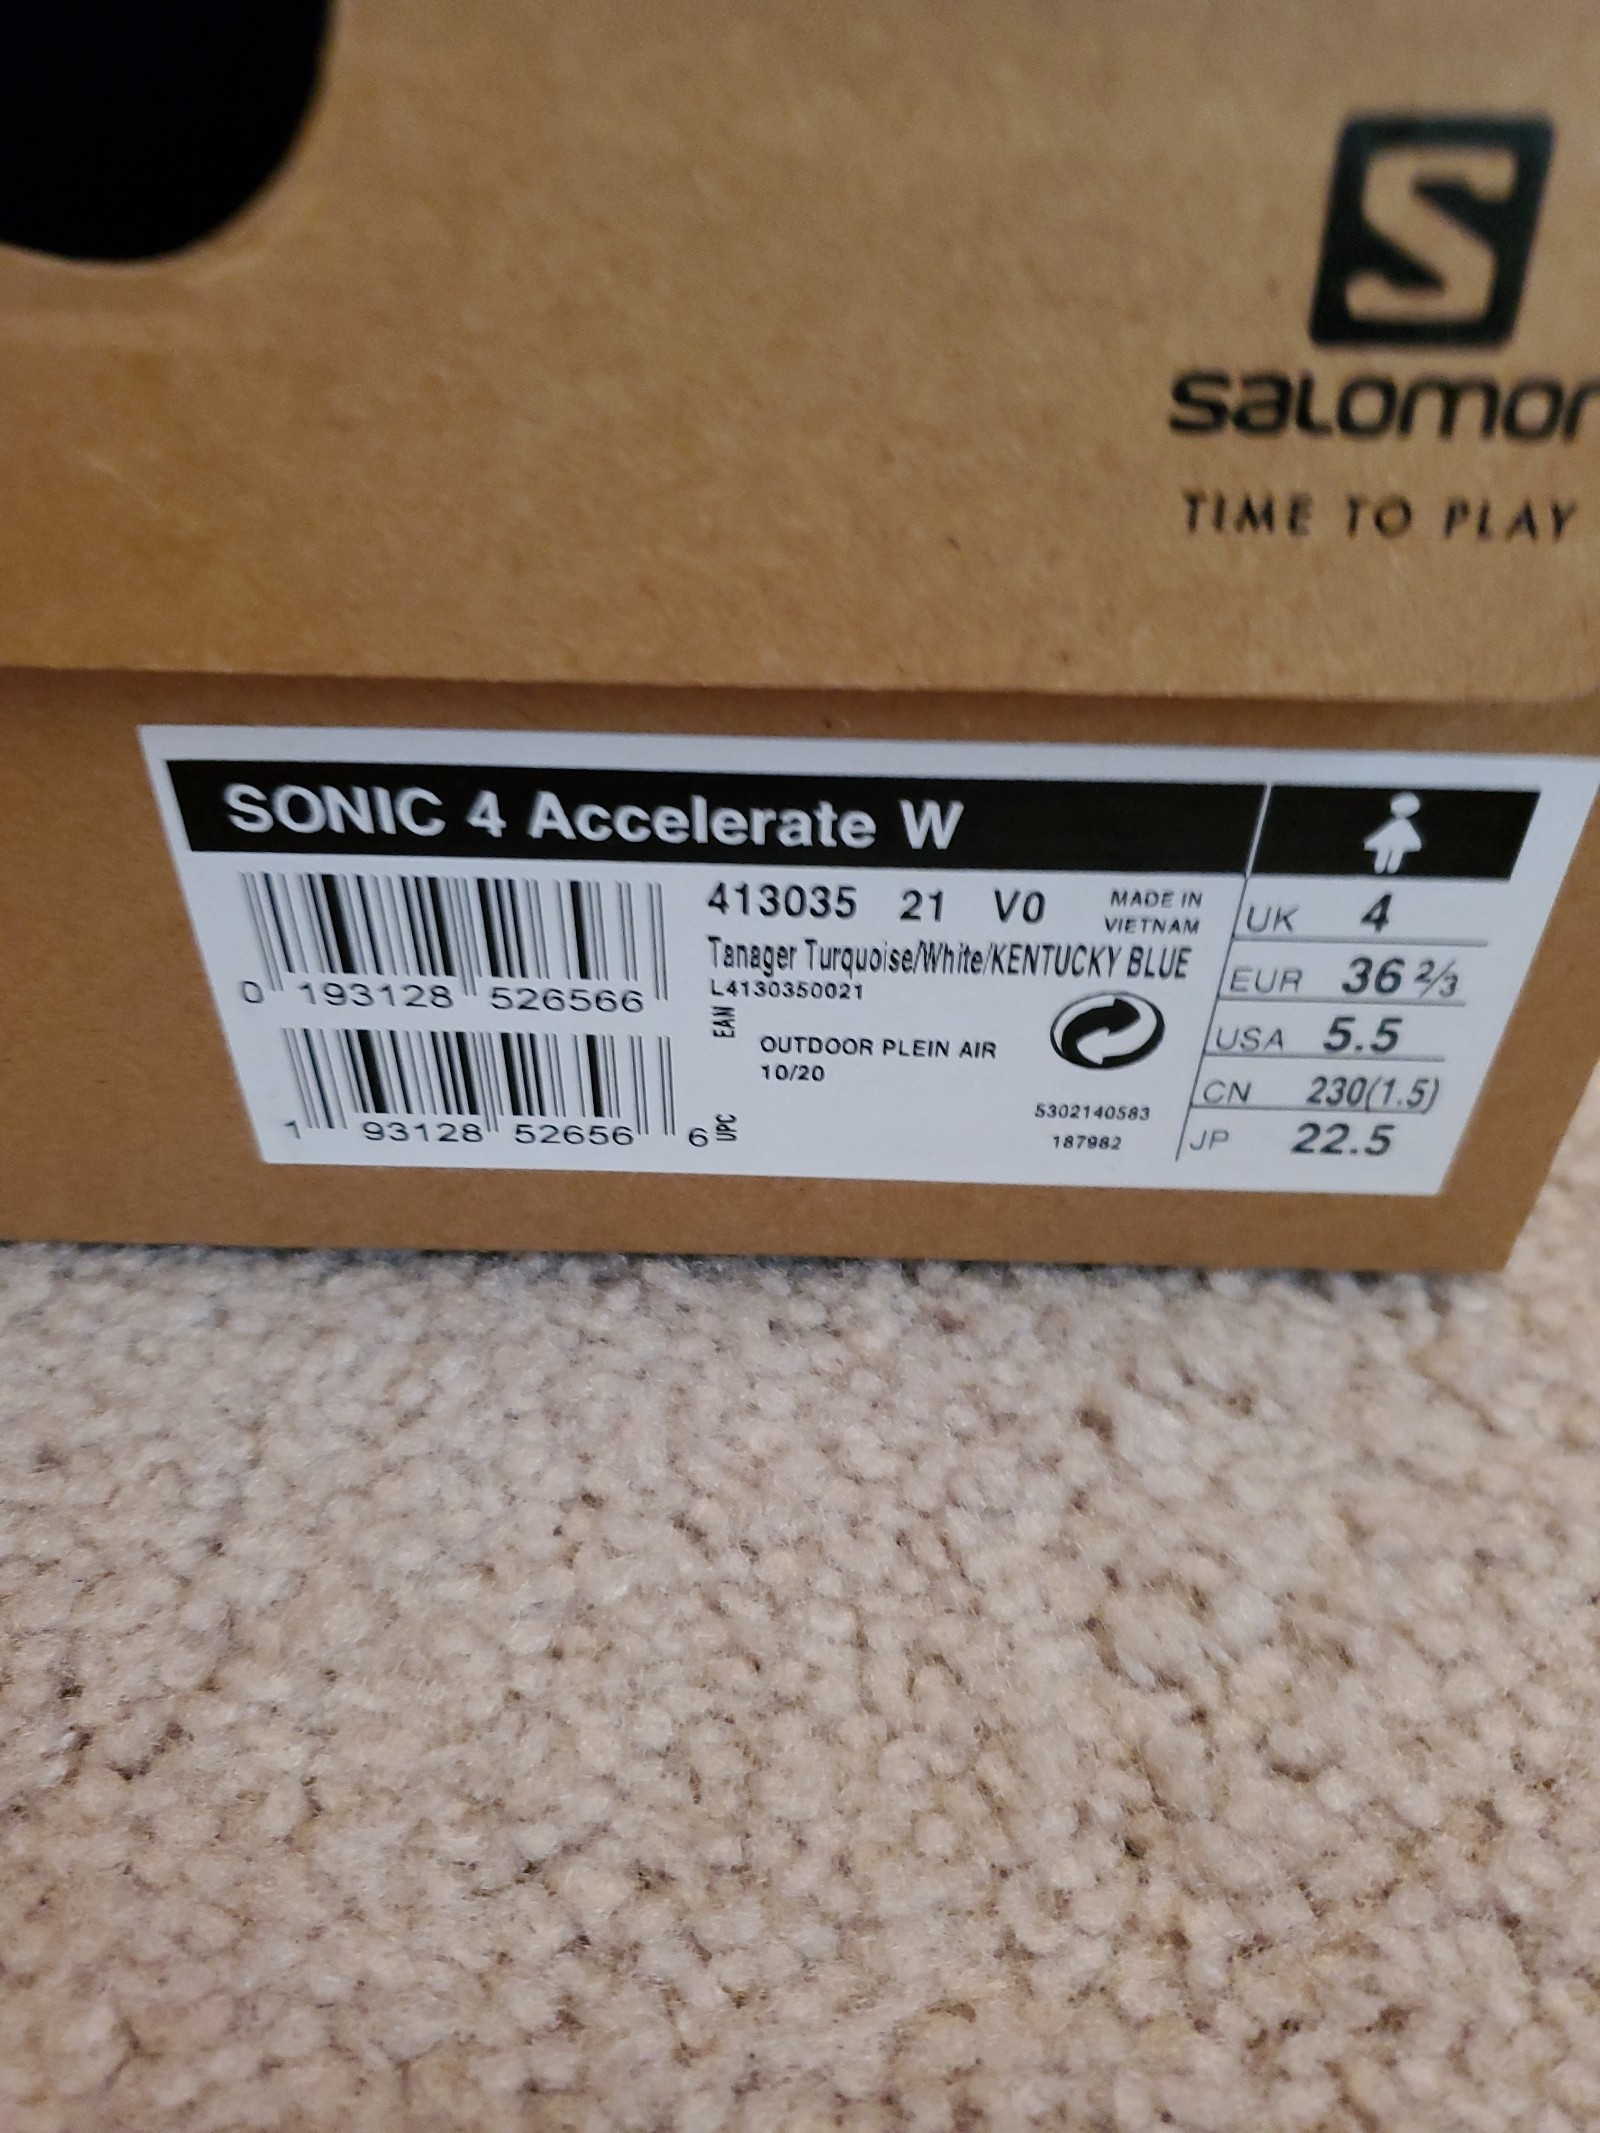 S
SALOMON
TIME TO PLAY
SONIC 4 Accelerate W
413035 21 V0
MADE IN
VIETNAM
Tanager Turquoise/White/KENTUCKY BLUE
L4130350021
0 193128 526566
EAN
OUTDOOR PLEIN AIR
10/20
1 93128 52656 6
UPC
5302140583
187982
UK 4
EUR 36 2/3
USA 5.5
CN 230(1.5)
JP 22.5